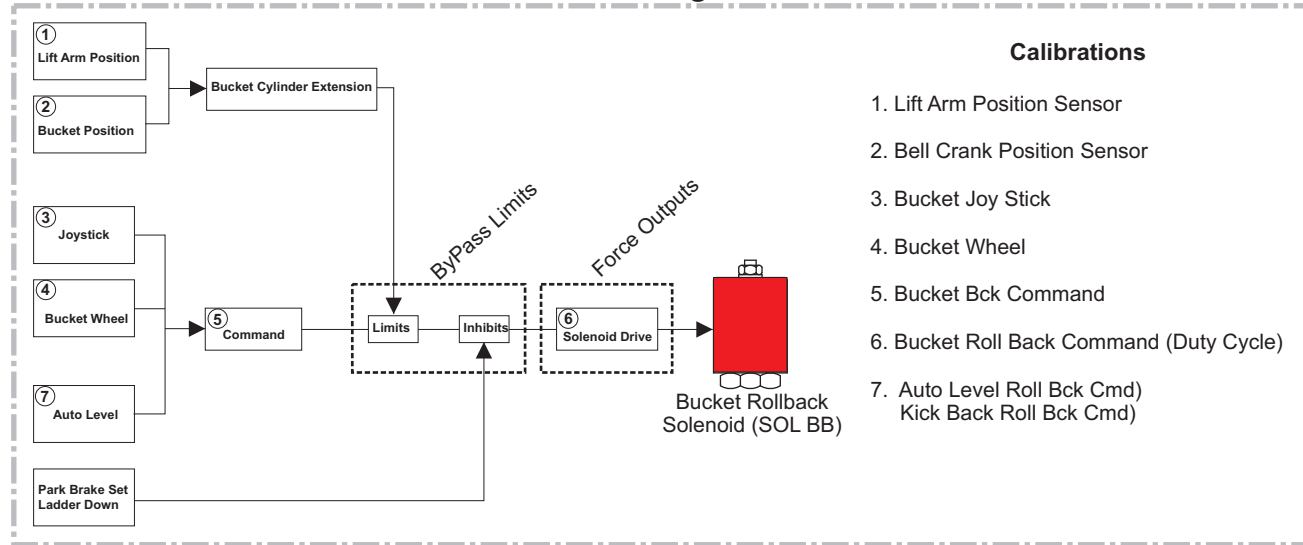 1
Lift Arm Position
2
Bucket Position
Bucket Cylinder Extension
3
Joystick
4
Bucket Wheel
7
Auto Level
5
Command
Park Brake Set
Ladder Down
ByPass Limits
Limits
Inhibits
Force Outputs
6
Solenoid Drive
Bucket Rollback
Solenoid (SOL BB)
Calibrations
1. Lift Arm Position Sensor
2. Bell Crank Position Sensor
3. Bucket Joy Stick
4. Bucket Wheel
5. Bucket Bck Command
6. Bucket Roll Back Command (Duty Cycle)
7. Auto Level Roll Bck Cmd)
Kick Back Roll Bck Cmd)